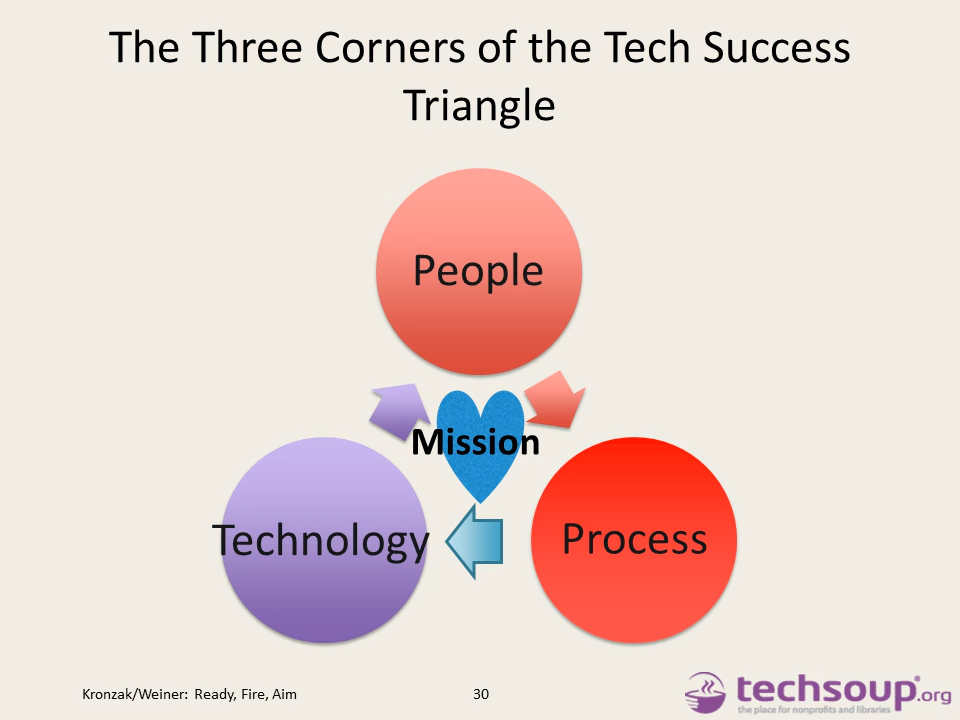 The Three Corners of the Tech Success
Triangle
People
Mission
Technology
Process
Kronzak/Weiner: Ready, Fire, Aim
30
techsoup®.org
the place for nonprofits and libraries